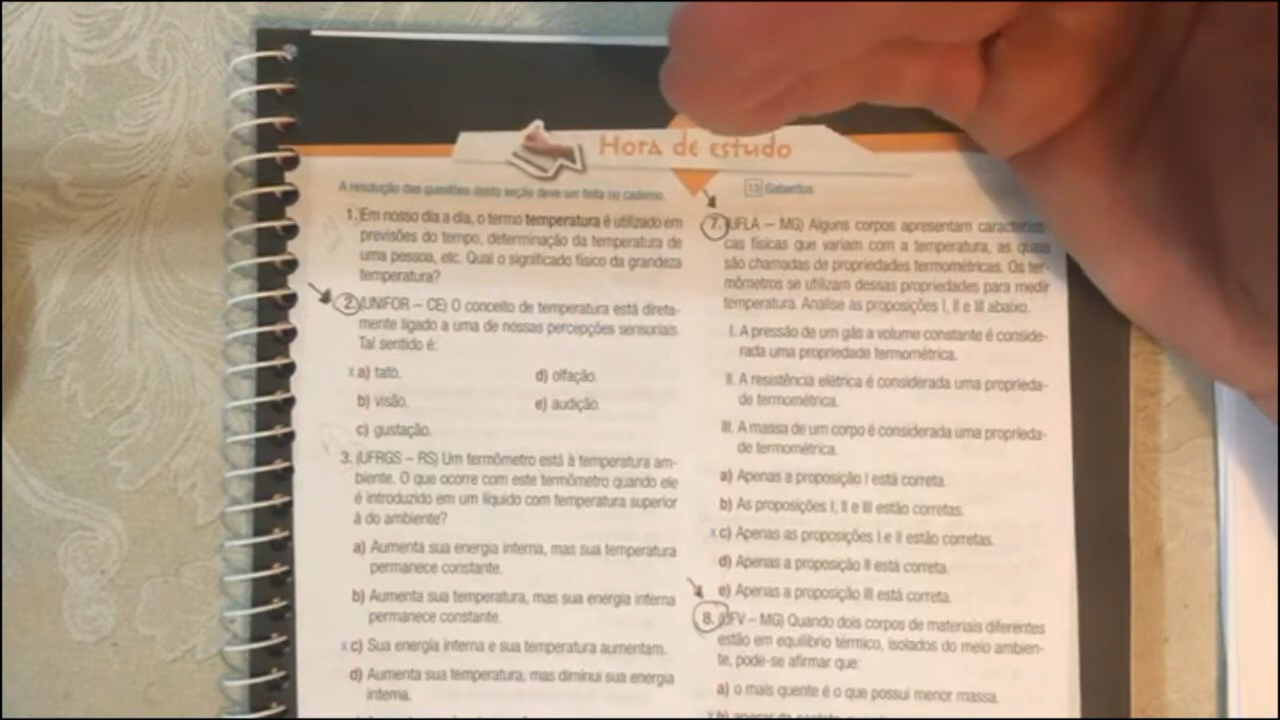 Hora de estudo
A resolução das questões desta seção deve ser feita no caderno.
13 Gabaritos
1. Em nosso dia a dia, o termo temperatura é utilizado em
previsões do tempo, determinação da temperatura de
uma pessoa, etc. Qual o significado físico da grandeza
temperatura?
2. (UNIFOR – CE) O conceito de temperatura está direta-
mente ligado a uma de nossas percepções sensoriais.
Tal sentido é:
x a) tato.
d) olfação.
b) visão.
e) audição.
c) gustação.
3. (UFRGS – RS) Um termômetro está à temperatura am-
biente. O que ocorre com este termômetro quando ele
é introduzido em um líquido com temperatura superior
à do ambiente?
a) Aumenta sua energia interna, mas sua temperatura
permanece constante.
b) Aumenta sua temperatura, mas sua energia interna
permanece constante.
x c) Sua energia interna e sua temperatura aumentam.
d) Aumenta sua temperatura, mas diminui sua energia
interna.
7. (UFLA – MG) Alguns corpos apresentam característi-
cas físicas que variam com a temperatura, as quais
são chamadas de propriedades termométricas. Os ter-
mômetros se utilizam dessas propriedades para medir
temperatura. Analise as proposições I, II e III abaixo.
I. A pressão de um gás a volume constante é conside-
rada uma propriedade termométrica.
II. A resistência elétrica é considerada uma proprieda-
de termométrica.
III. A massa de um corpo é considerada uma proprieda-
de termométrica.
a) Apenas a proposição I está correta.
b) As proposições I, II e III estão corretas.
x c) Apenas as proposições I e II estão corretas.
d) Apenas a proposição II está correta.
e) Apenas a proposição III está correta.
8. (UFV – MG) Quando dois corpos de materiais diferentes
estão em equilíbrio térmico, isolados do meio ambien-
te, pode-se afirmar que:
a) o mais quente é o que possui menor massa.
x b) apesar do contato